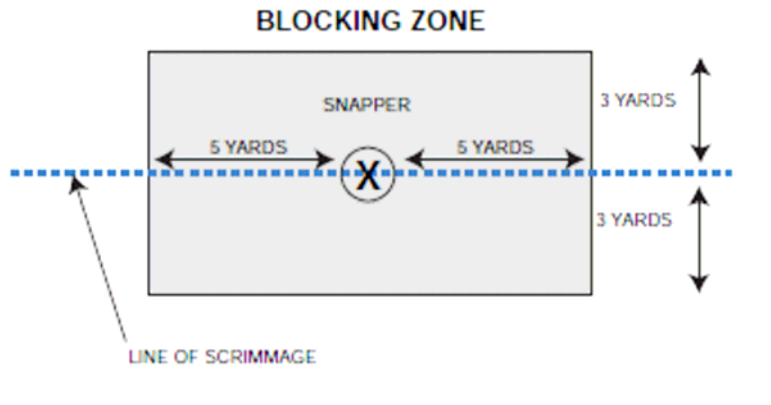 BLOCKING ZONE
SNAPPER
3 YARDS
5 YARDS
5 YARDS
X
3 YARDS
LINE OF SCRIMMAGE